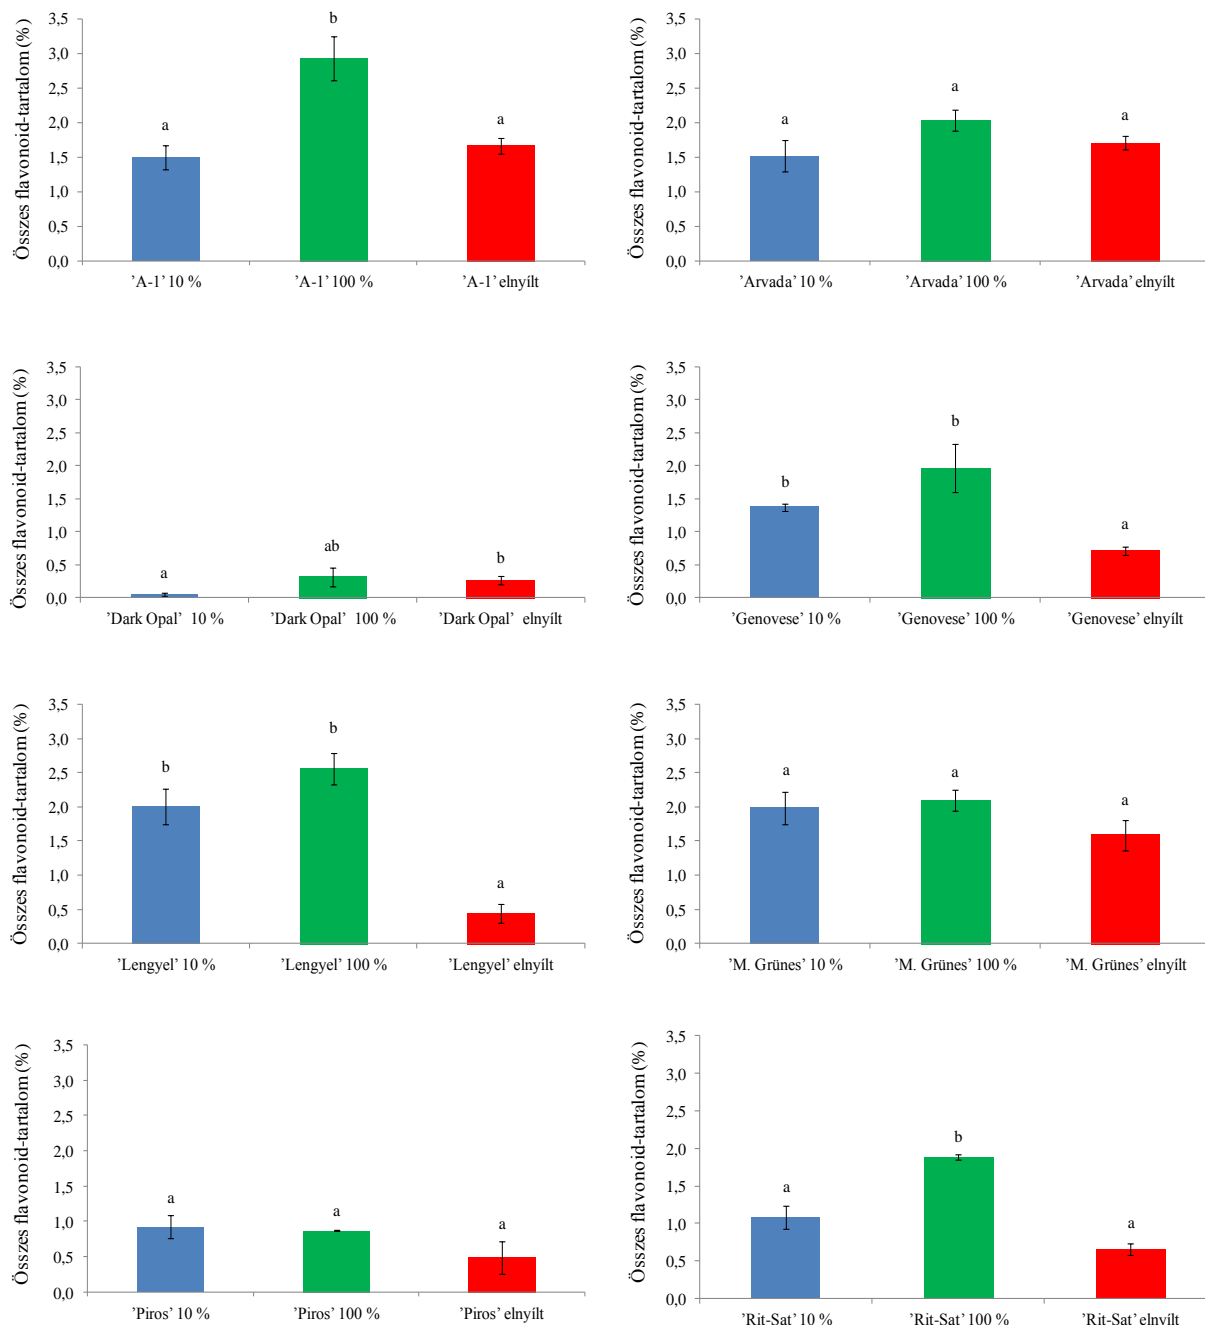 Összes flavonoid-tartalom (%)
3,5
3,0
2,5
2,0
1,5
1,0
0,5
0,0
a
b
a
’A-1’ 10 %
’A-1’ 100 %
’A-1’ elnyílt
Összes flavonoid-tartalom (%)
3,5
3,0
2,5
2,0
1,5
1,0
0,5
0,0
a
a
a
’Arvada’ 10 %
’Arvada’ 100 %
’Arvada’ elnyílt
Összes flavonoid-tartalom (%)
3,5
3,0
2,5
2,0
1,5
1,0
0,5
0,0
a
ab
b
’Dark Opal’ 10 %
’Dark Opal’ 100 %
’Dark Opal’ elnyílt
Összes flavonoid-tartalom (%)
3,5
3,0
2,5
2,0
1,5
1,0
0,5
0,0
b
b
a
’Genovese’ 10 %
’Genovese’ 100 %
’Genovese’ elnyílt
Összes flavonoid-tartalom (%)
3,5
3,0
2,5
2,0
1,5
1,0
0,5
0,0
b
b
a
’Lengyel’ 10 %
’Lengyel’ 100 %
’Lengyel’ elnyílt
Összes flavonoid-tartalom (%)
3,5
3,0
2,5
2,0
1,5
1,0
0,5
0,0
a
a
a
’M. Grünes’ 10 %
’M. Grünes’ 100 %
’M. Grünes’ elnyílt
Összes flavonoid-tartalom (%)
3,5
3,0
2,5
2,0
1,5
1,0
0,5
0,0
a
a
a
’Piros’ 10 %
’Piros’ 100 %
’Piros’ elnyílt
Összes flavonoid-tartalom (%)
3,5
3,0
2,5
2,0
1,5
1,0
0,5
0,0
a
b
a
’Rit-Sat’ 10 %
’Rit-Sat’ 100 %
’Rit-Sat’ elnyílt